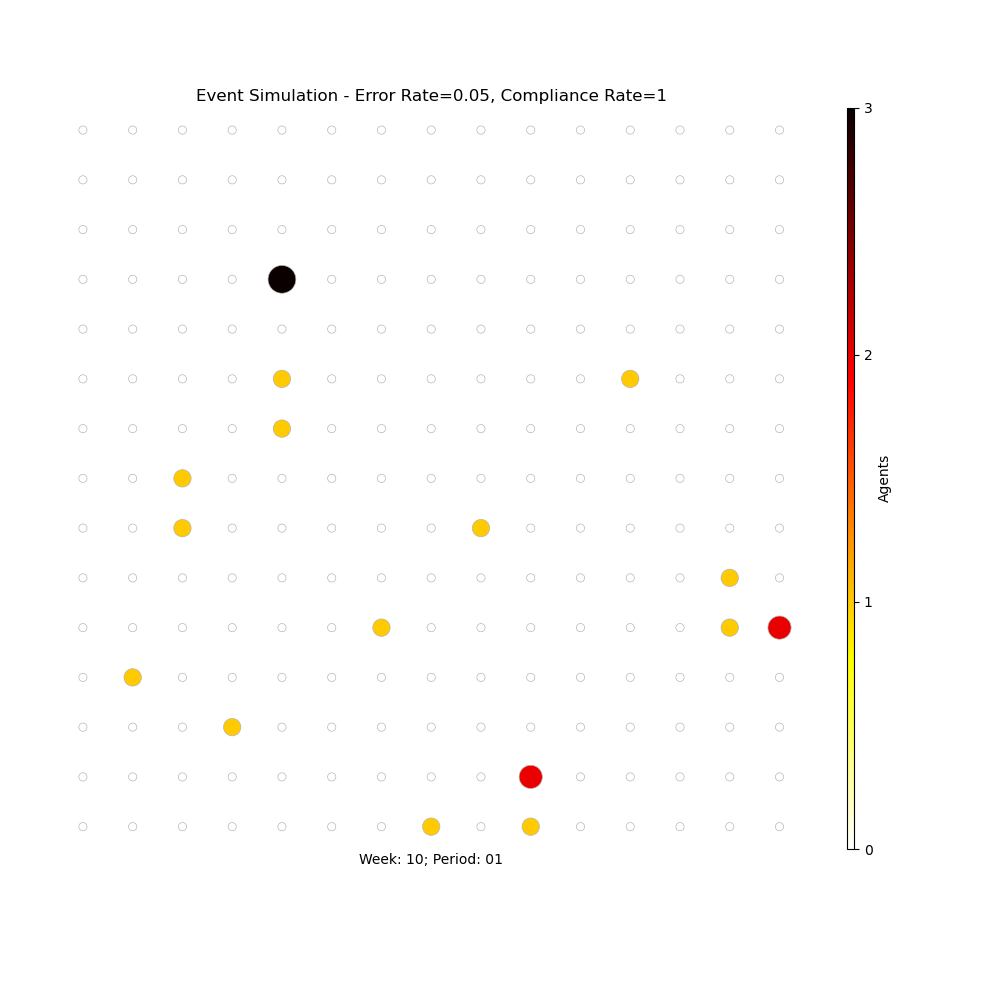 Event Simulation - Error Rate=0.05, Compliance Rate=1
3
2
Agents
1
0
Week: 10; Period: 01